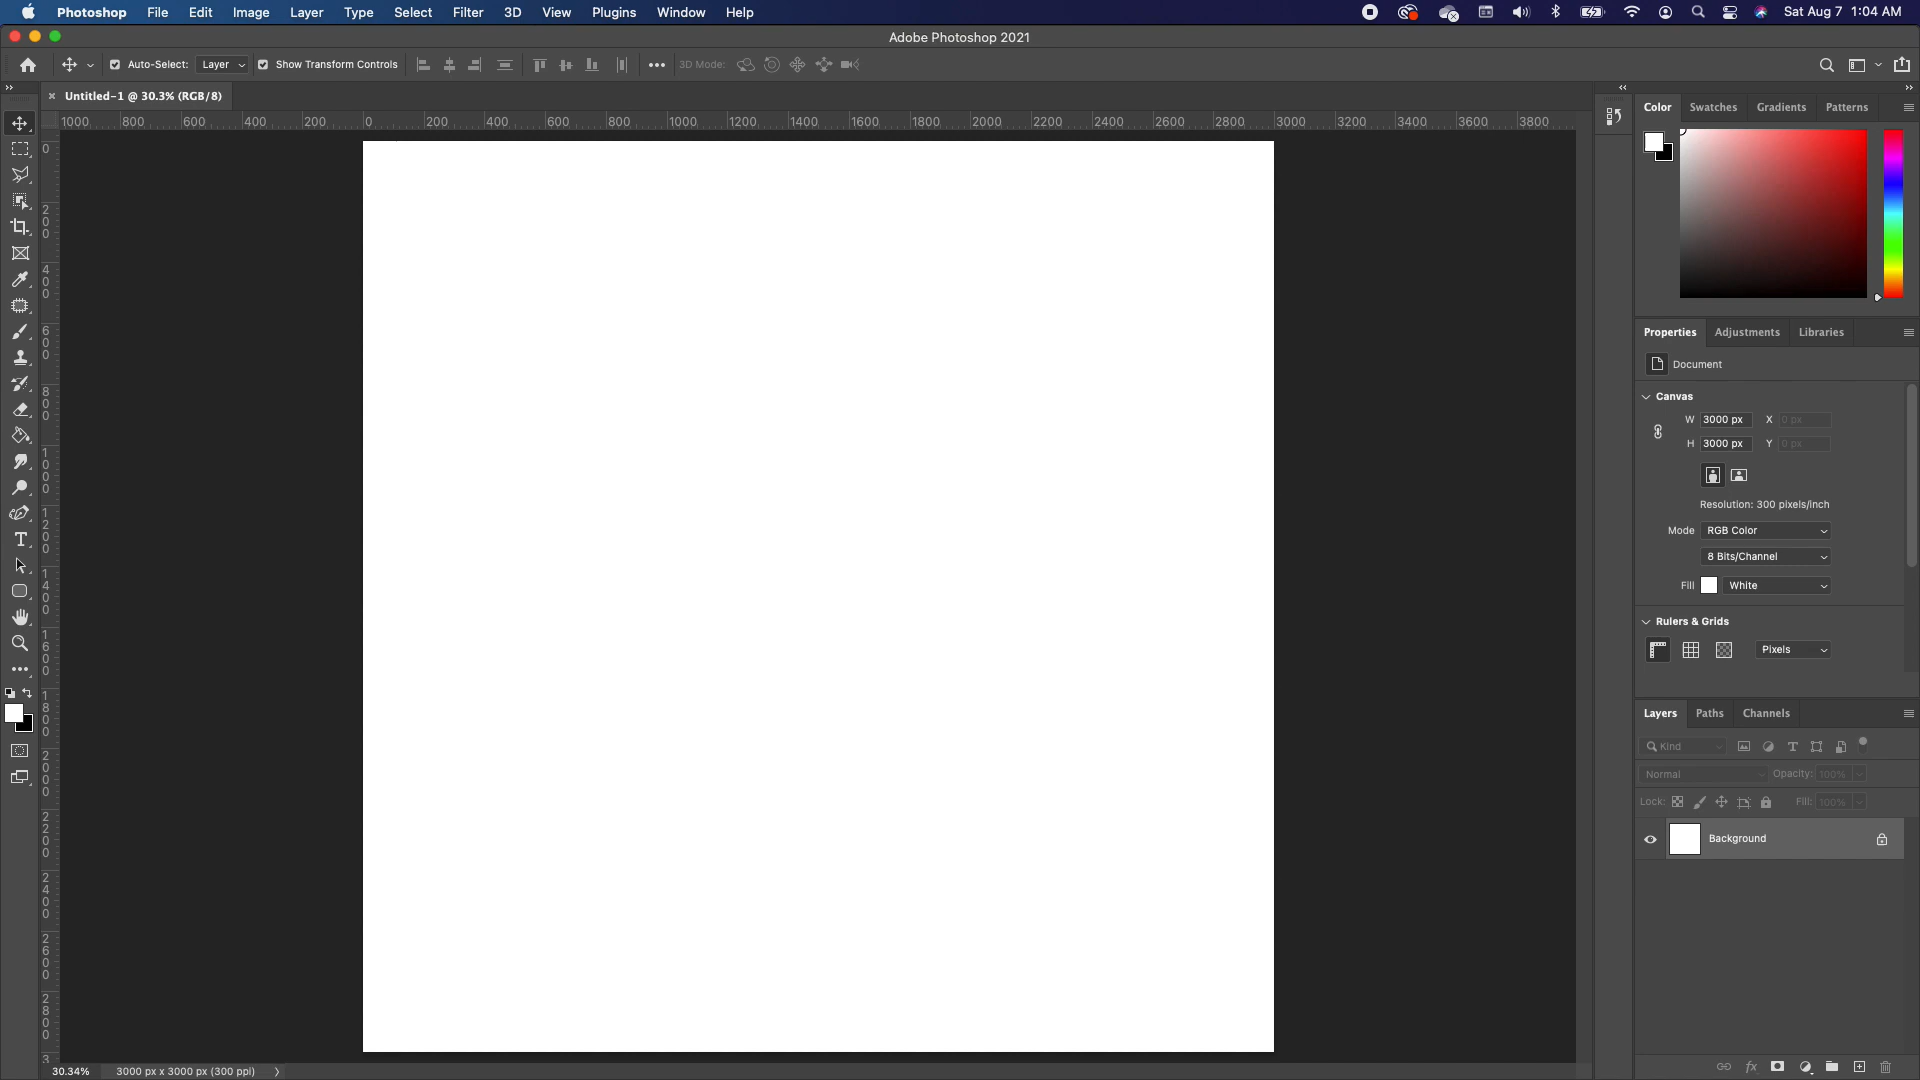 Photoshop File Edit Image Layer Type Select Filter 3D View Plugins Window Help Sat Aug 7 1:04 AM
Adobe Photoshop 2021
Auto-Select: Layer Show Transform Controls 3D Mode:
Untitled-1 @ 30.3% (RGB/8)
1000 800 600 400 200 0 200 400 600 800 1000 1200 1400 1600 1800 2000 2200 2400 2600 2800 3000 3200 3400 3600 3800
0
200
400
600
800
1000
1200
1400
1600
1800
2000
2200
2400
2600
2800
3
Color Swatches Gradients Patterns
Properties Adjustments Libraries
Document
Canvas
W 3000 px X 0 px
H 3000 px Y 0 px
Resolution: 300 pixels/inch
Mode RGB Color
8 Bits/Channel
Fill White
Rulers & Grids
Pixels
Layers Paths Channels
Kind
Normal Opacity: 100%
Lock: Fill: 100%
Background
fx
30.34% 3000 px x 3000 px (300 ppi)